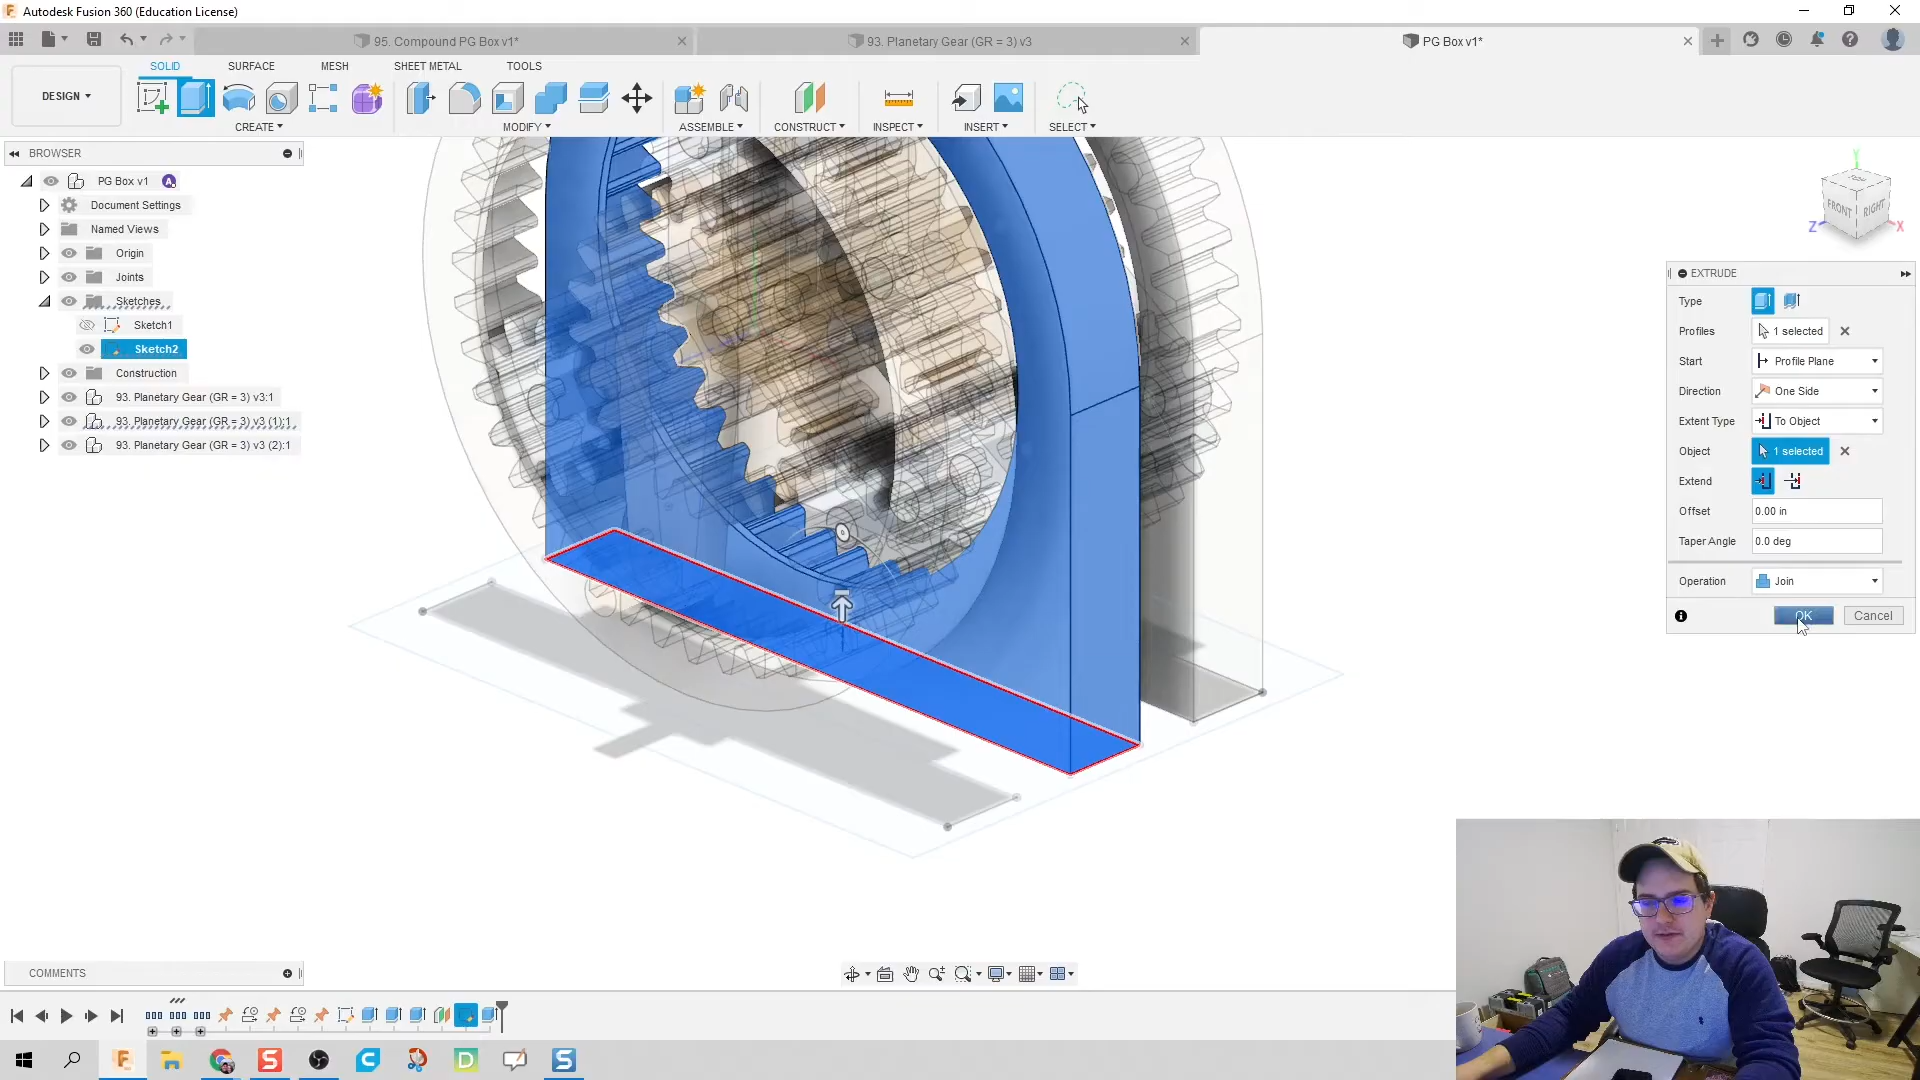 Autodesk Fusion 360 (Education License)
95. Compound PG Box v1*
93. Planetary Gear (GR = 3) v3
PG Box v1*
DESIGN
SOLID
SURFACE
MESH
SHEET METAL
TOOLS
CREATE
MODIFY
ASSEMBLE
CONSTRUCT
INSPECT
INSERT
SELECT
BROWSER
PG Box v1
A
Document Settings
Named Views
Origin
Joints
Sketches
Sketch1
Sketch2
Construction
93. Planetary Gear (GR = 3) v3:1
93. Planetary Gear (GR = 3) v3 (1):1
93. Planetary Gear (GR = 3) v3 (2):1
Y
TOP
FRONT
RIGHT
Z
X
EXTRUDE
Type
Profiles
1 selected
Start
Profile Plane
Direction
One Side
Extent Type
To Object
Object
1 selected
Extend
Offset
0.00 in
Taper Angle
0.0 deg
Operation
Join
OK
Cancel
COMMENTS